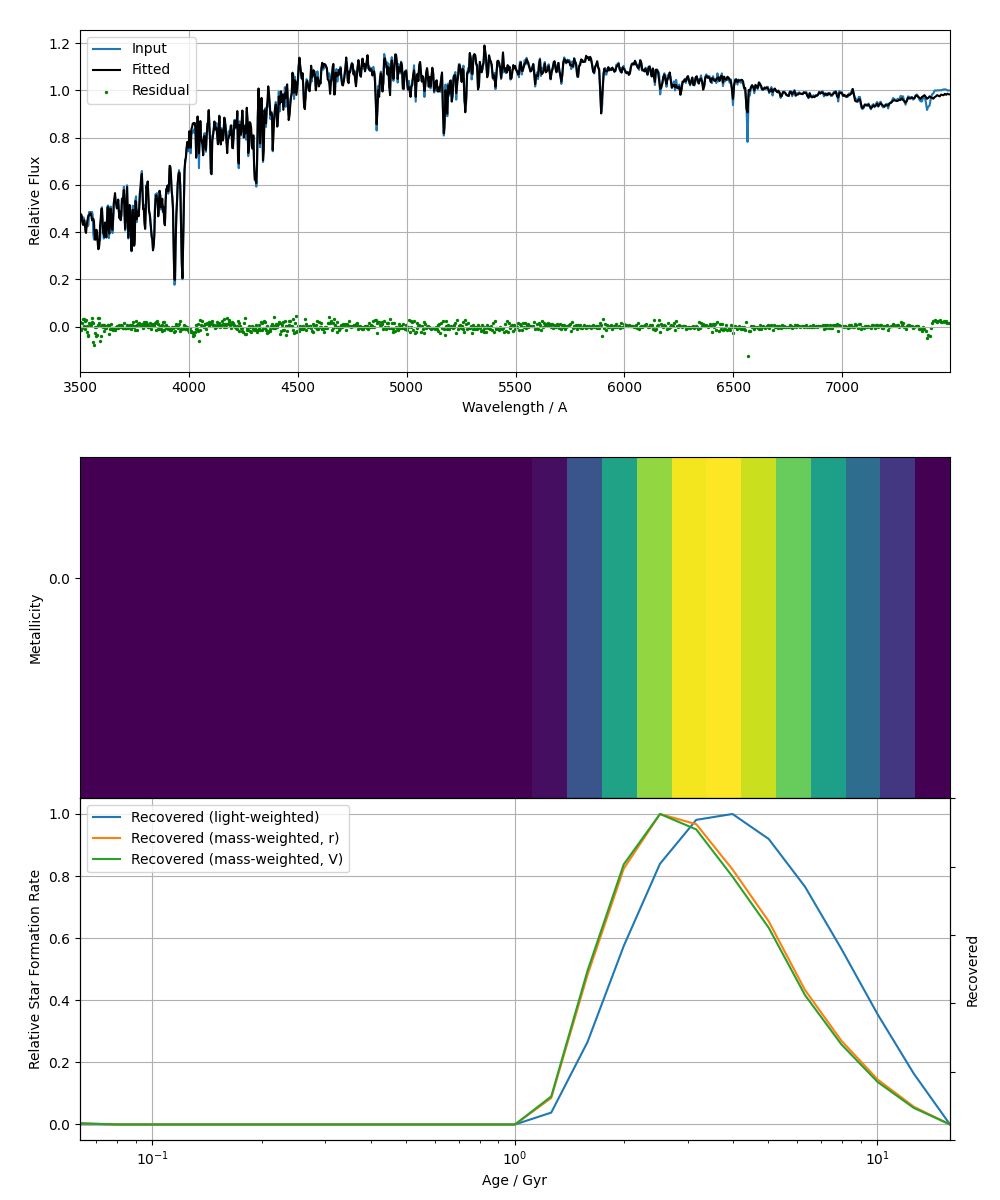 1.2
1.0
0.8
0.6
0.4
0.2
0.0
Relative Flux
Input
Fitted
Residual
3500 4000 4500 5000 5500 6000 6500 7000
Wavelength / A
0.0
Metallicity
1.0
0.8
0.6
0.4
0.2
0.0
Relative Star Formation Rate
Recovered (light-weighted)
Recovered (mass-weighted, r)
Recovered (mass-weighted, V)
Recovered
10⁻¹ 10⁰ 10¹
Age / Gyr